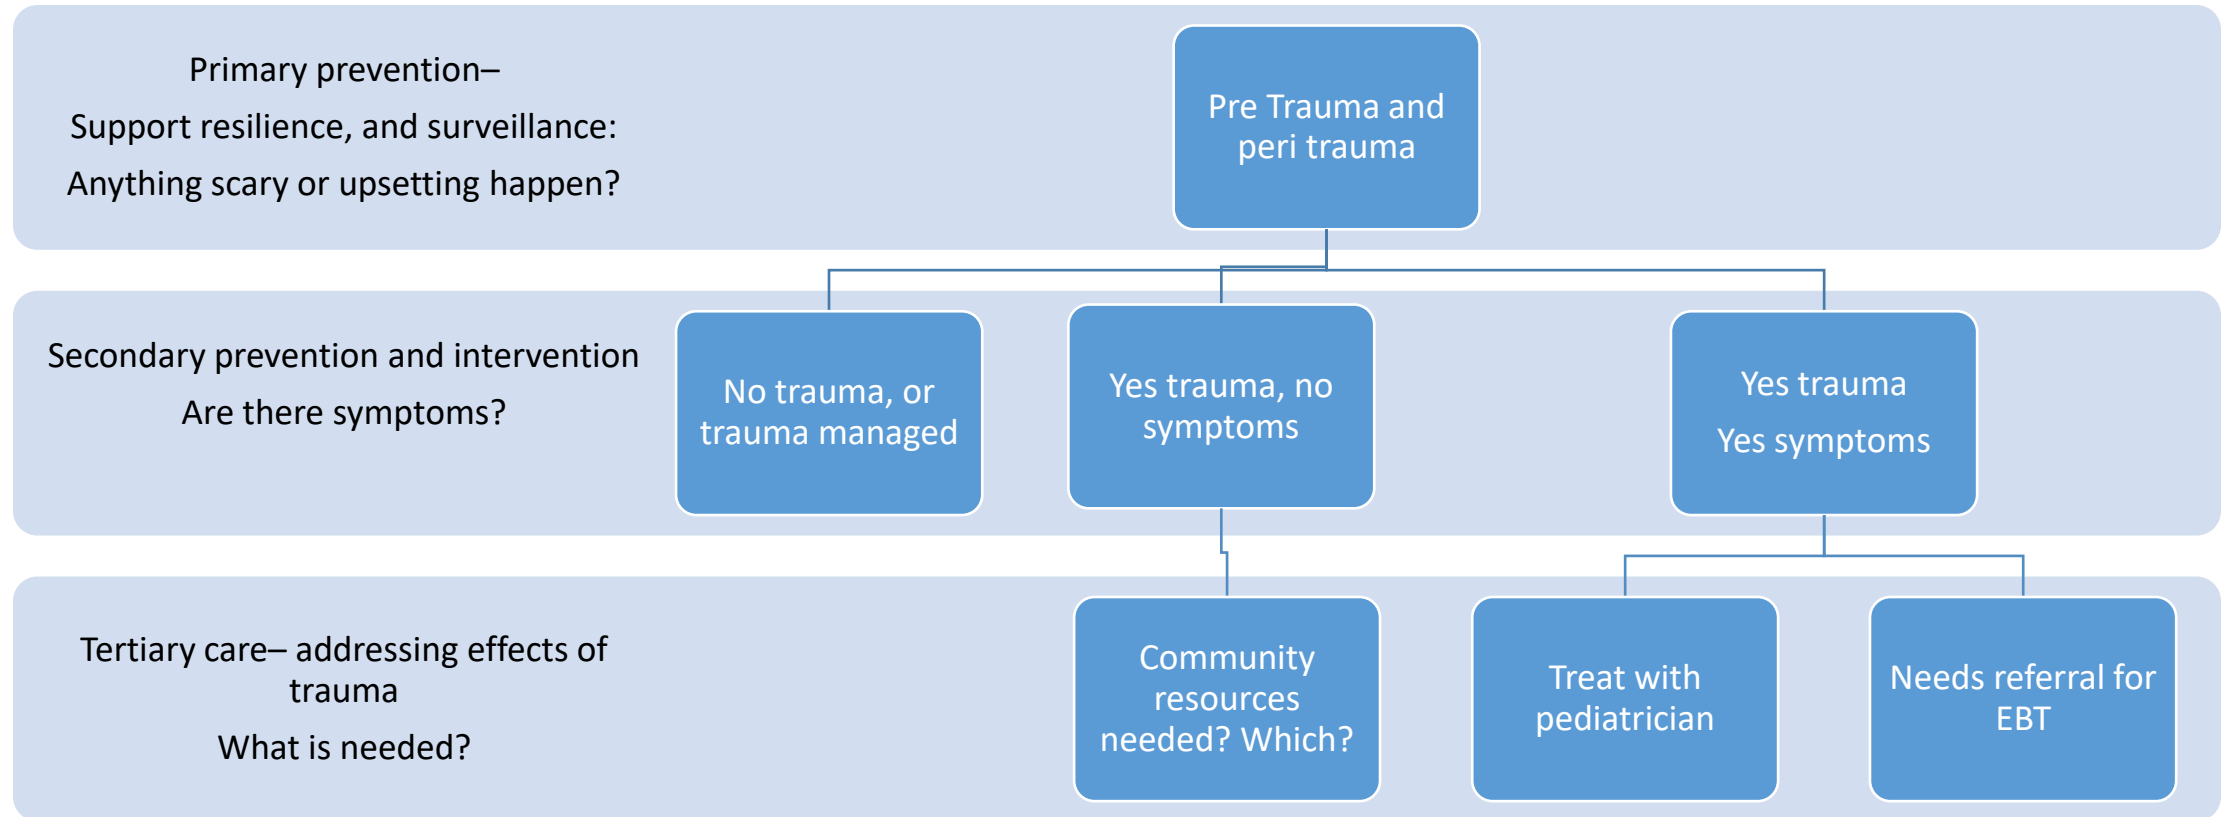 Primary prevention–
Support resilience, and surveillance:
Anything scary or upsetting happen?
Pre Trauma and
peri trauma
Secondary prevention and intervention
Are there symptoms?
No trauma, or
trauma managed
Yes trauma, no
symptoms
Yes trauma
Yes symptoms
Tertiary care– addressing effects of
trauma
What is needed?
Community
resources
needed? Which?
Treat with
pediatrician
Needs referral for
EBT